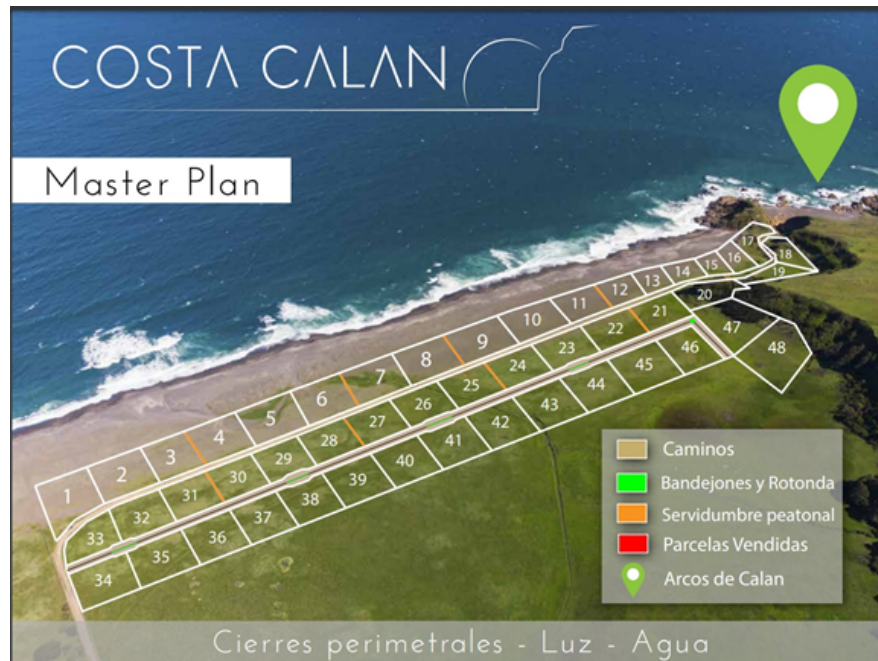 COSTA CALAN
Master Plan
1 2 3 4 5 6 7 8 9 10 11 12 13 14 15 16 17
18
19
20
33 32 31 30 29 28 27 26 25 24 23 22 21
34 35 36 37 38 39 40 41 42 43 44 45 46 47 48
Caminos
Bandejones y Rotonda
Servidumbre peatonal
Parcelas Vendidas
Arcos de Calan
Cierres perimetrales - Luz - Agua